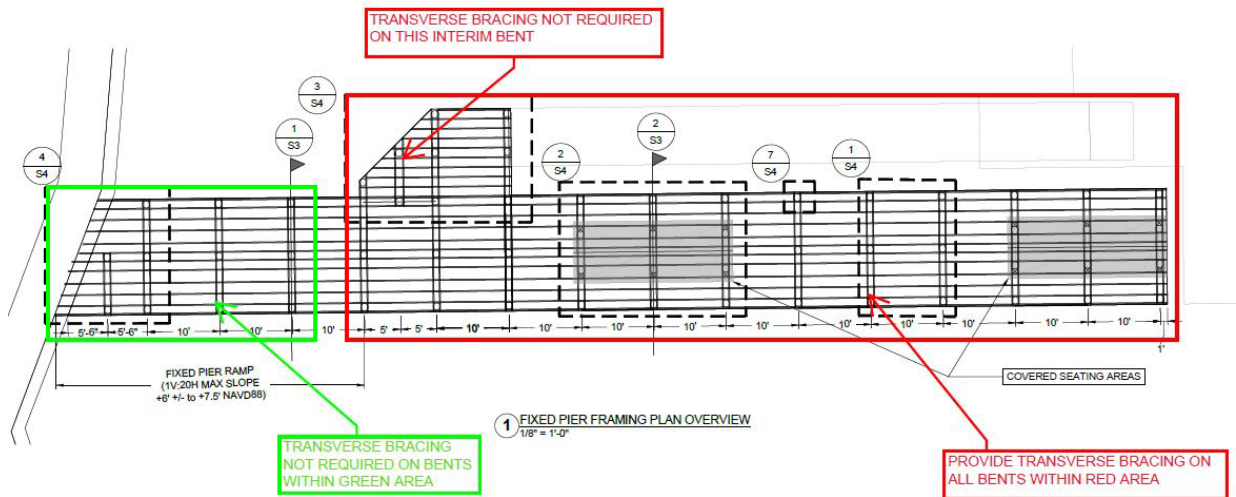 TRANSVERSE BRACING NOT REQUIRED
ON THIS INTERIM BENT
3
S4
1
S3
2
S3
4
S4
2
S4
7
S4
1
S4
5'-6" 5'-6" 10' 10' 10' 5' 5' 10' 10' 10' 10' 10' 10' 10' 10' 10' 10' 1'
FIXED PIER RAMP
(1V:20H MAX SLOPE
+6' +/- to +7.5' NAVD88)
COVERED SEATING AREAS
1 FIXED PIER FRAMING PLAN OVERVIEW
1/8" = 1'-0"
TRANSVERSE BRACING
NOT REQUIRED ON BENTS
WITHIN GREEN AREA
PROVIDE TRANSVERSE BRACING ON
ALL BENTS WITHIN RED AREA